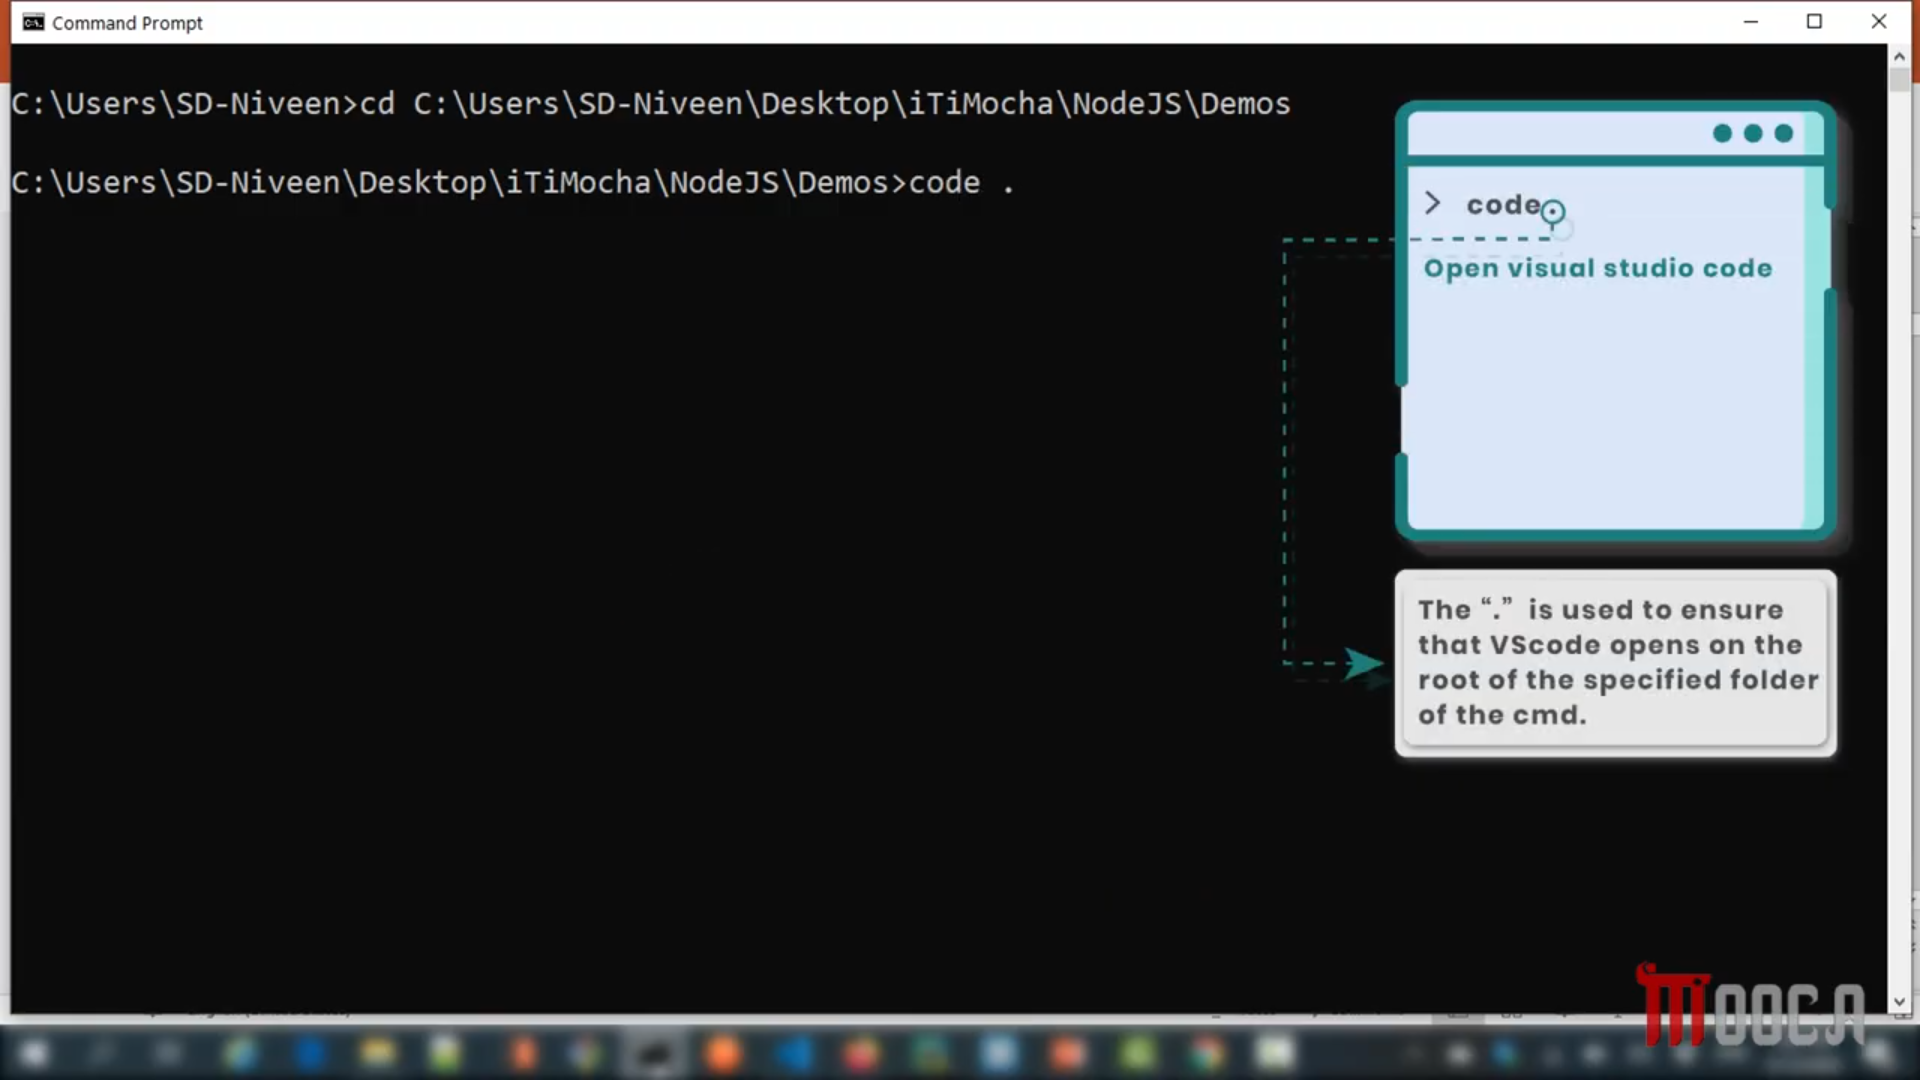 Command Prompt
C:\Users\SD-Niveen>cd C:\Users\SD-Niveen\Desktop\iTiMocha\NodeJS\Demos
C:\Users\SD-Niveen\Desktop\iTiMocha\NodeJS\Demos>code .
> code.
Open visual studio code
The “.” is used to ensure
that VScode opens on the
root of the specified folder
of the cmd.
MOOCA